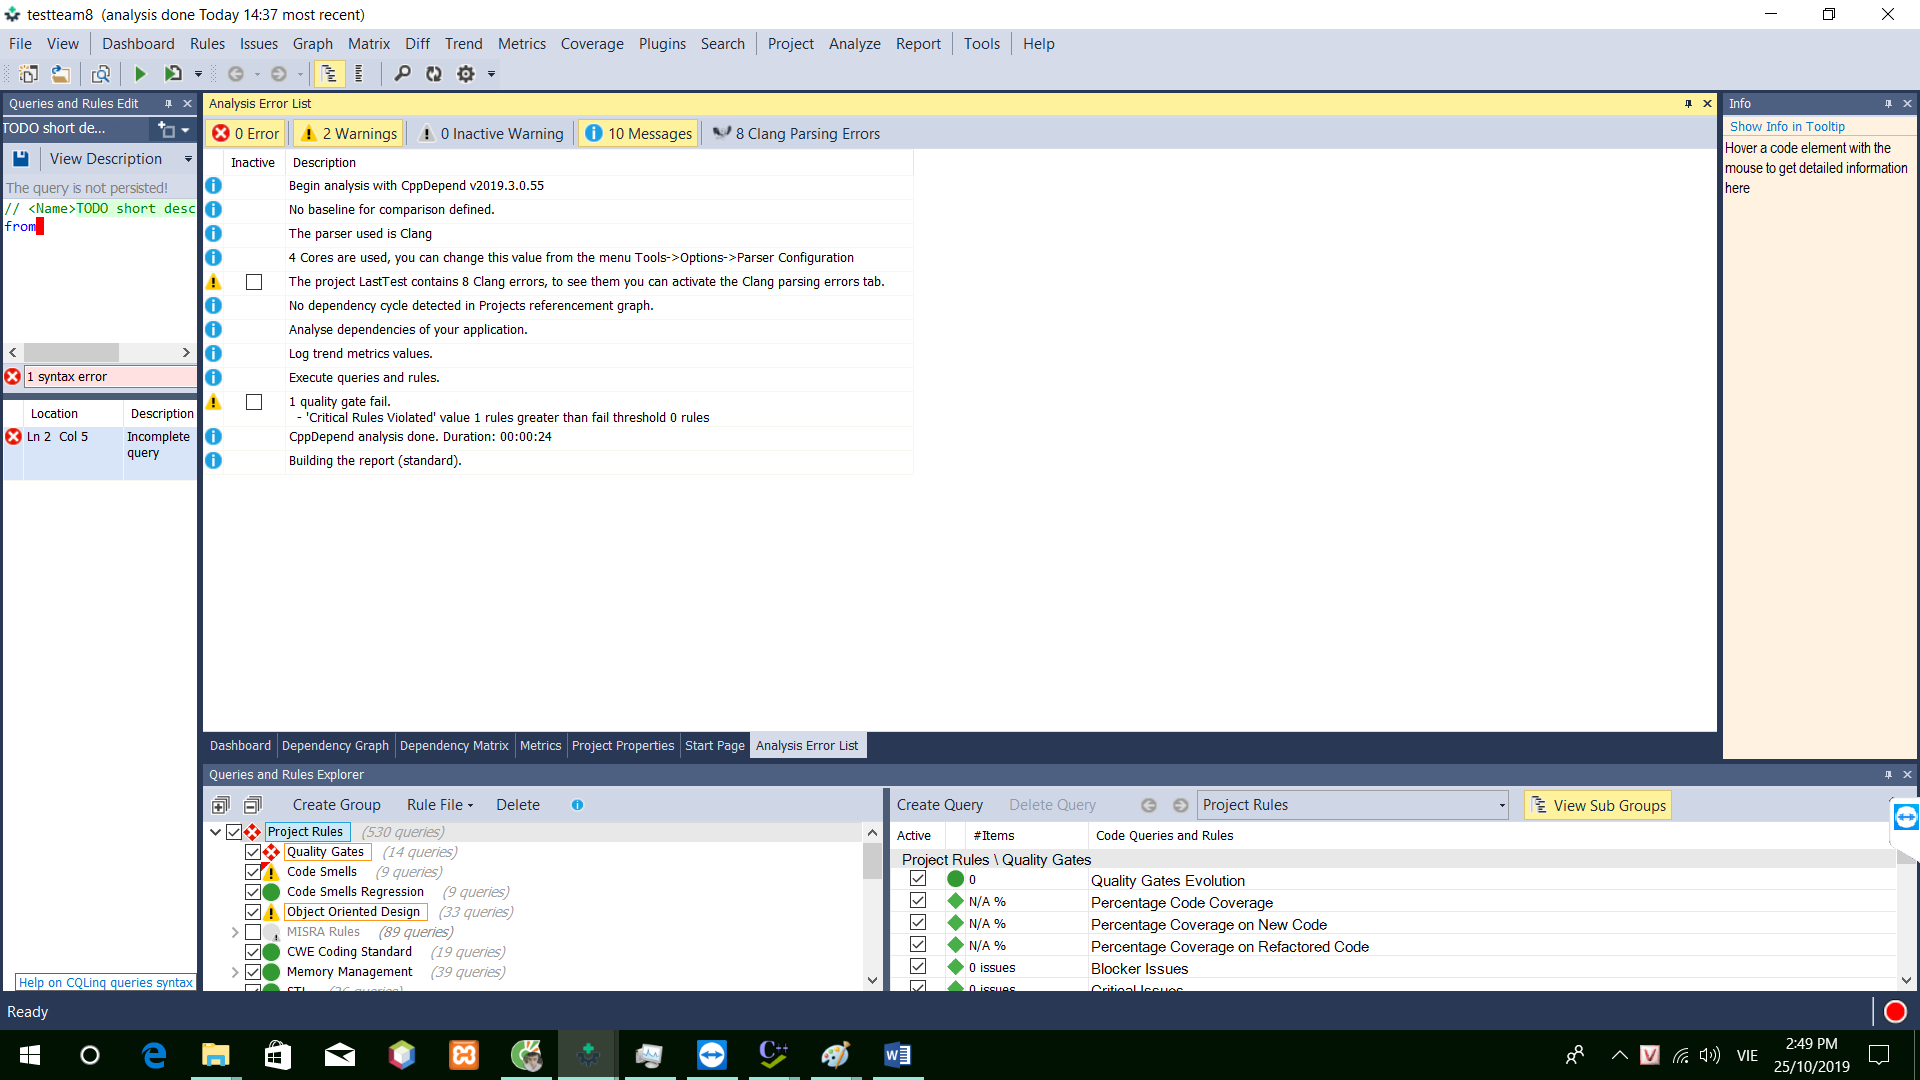 testteam8  (analysis done Today 14:37 most recent)
File View Dashboard Rules Issues Graph Matrix Diff Trend Metrics Coverage Plugins Search Project Analyze Report Tools Help
Queries and Rules Edit
TODO short de...
View Description
The query is not persisted!
// <Name>TODO short desc
from
1 syntax error
Location Description
Ln 2 Col 5 Incomplete
query
Help on CQLinq queries syntax
Analysis Error List
0 Error 2 Warnings 0 Inactive Warning 10 Messages 8 Clang Parsing Errors
Inactive Description
Begin analysis with CppDepend v2019.3.0.55
No baseline for comparison defined.
The parser used is Clang
4 Cores are used, you can change this value from the menu Tools->Options->Parser Configuration
The project LastTest contains 8 Clang errors, to see them you can activate the Clang parsing errors tab.
No dependency cycle detected in Projects referencement graph.
Analyse dependencies of your application.
Log trend metrics values.
Execute queries and rules.
1 quality gate fail.
- 'Critical Rules Violated' value 1 rules greater than fail threshold 0 rules
CppDepend analysis done. Duration: 00:00:24
Building the report (standard).
Dashboard Dependency Graph Dependency Matrix Metrics Project Properties Start Page Analysis Error List
Info
Show Info in Tooltip
Hover a code element with the
mouse to get detailed information
here
Queries and Rules Explorer
Create Group Rule File Delete
Project Rules (530 queries)
Quality Gates (14 queries)
Code Smells (9 queries)
Code Smells Regression (9 queries)
Object Oriented Design (33 queries)
MISRA Rules (89 queries)
CWE Coding Standard (19 queries)
Memory Management (39 queries)
STL (26 queries)
Create Query Delete Query Project Rules View Sub Groups
Active #Items Code Queries and Rules
Project Rules \ Quality Gates
0 Quality Gates Evolution
N/A % Percentage Code Coverage
N/A % Percentage Coverage on New Code
N/A % Percentage Coverage on Refactored Code
0 issues Blocker Issues
0 issues Critical Issues
Ready
VIE
2:49 PM
25/10/2019